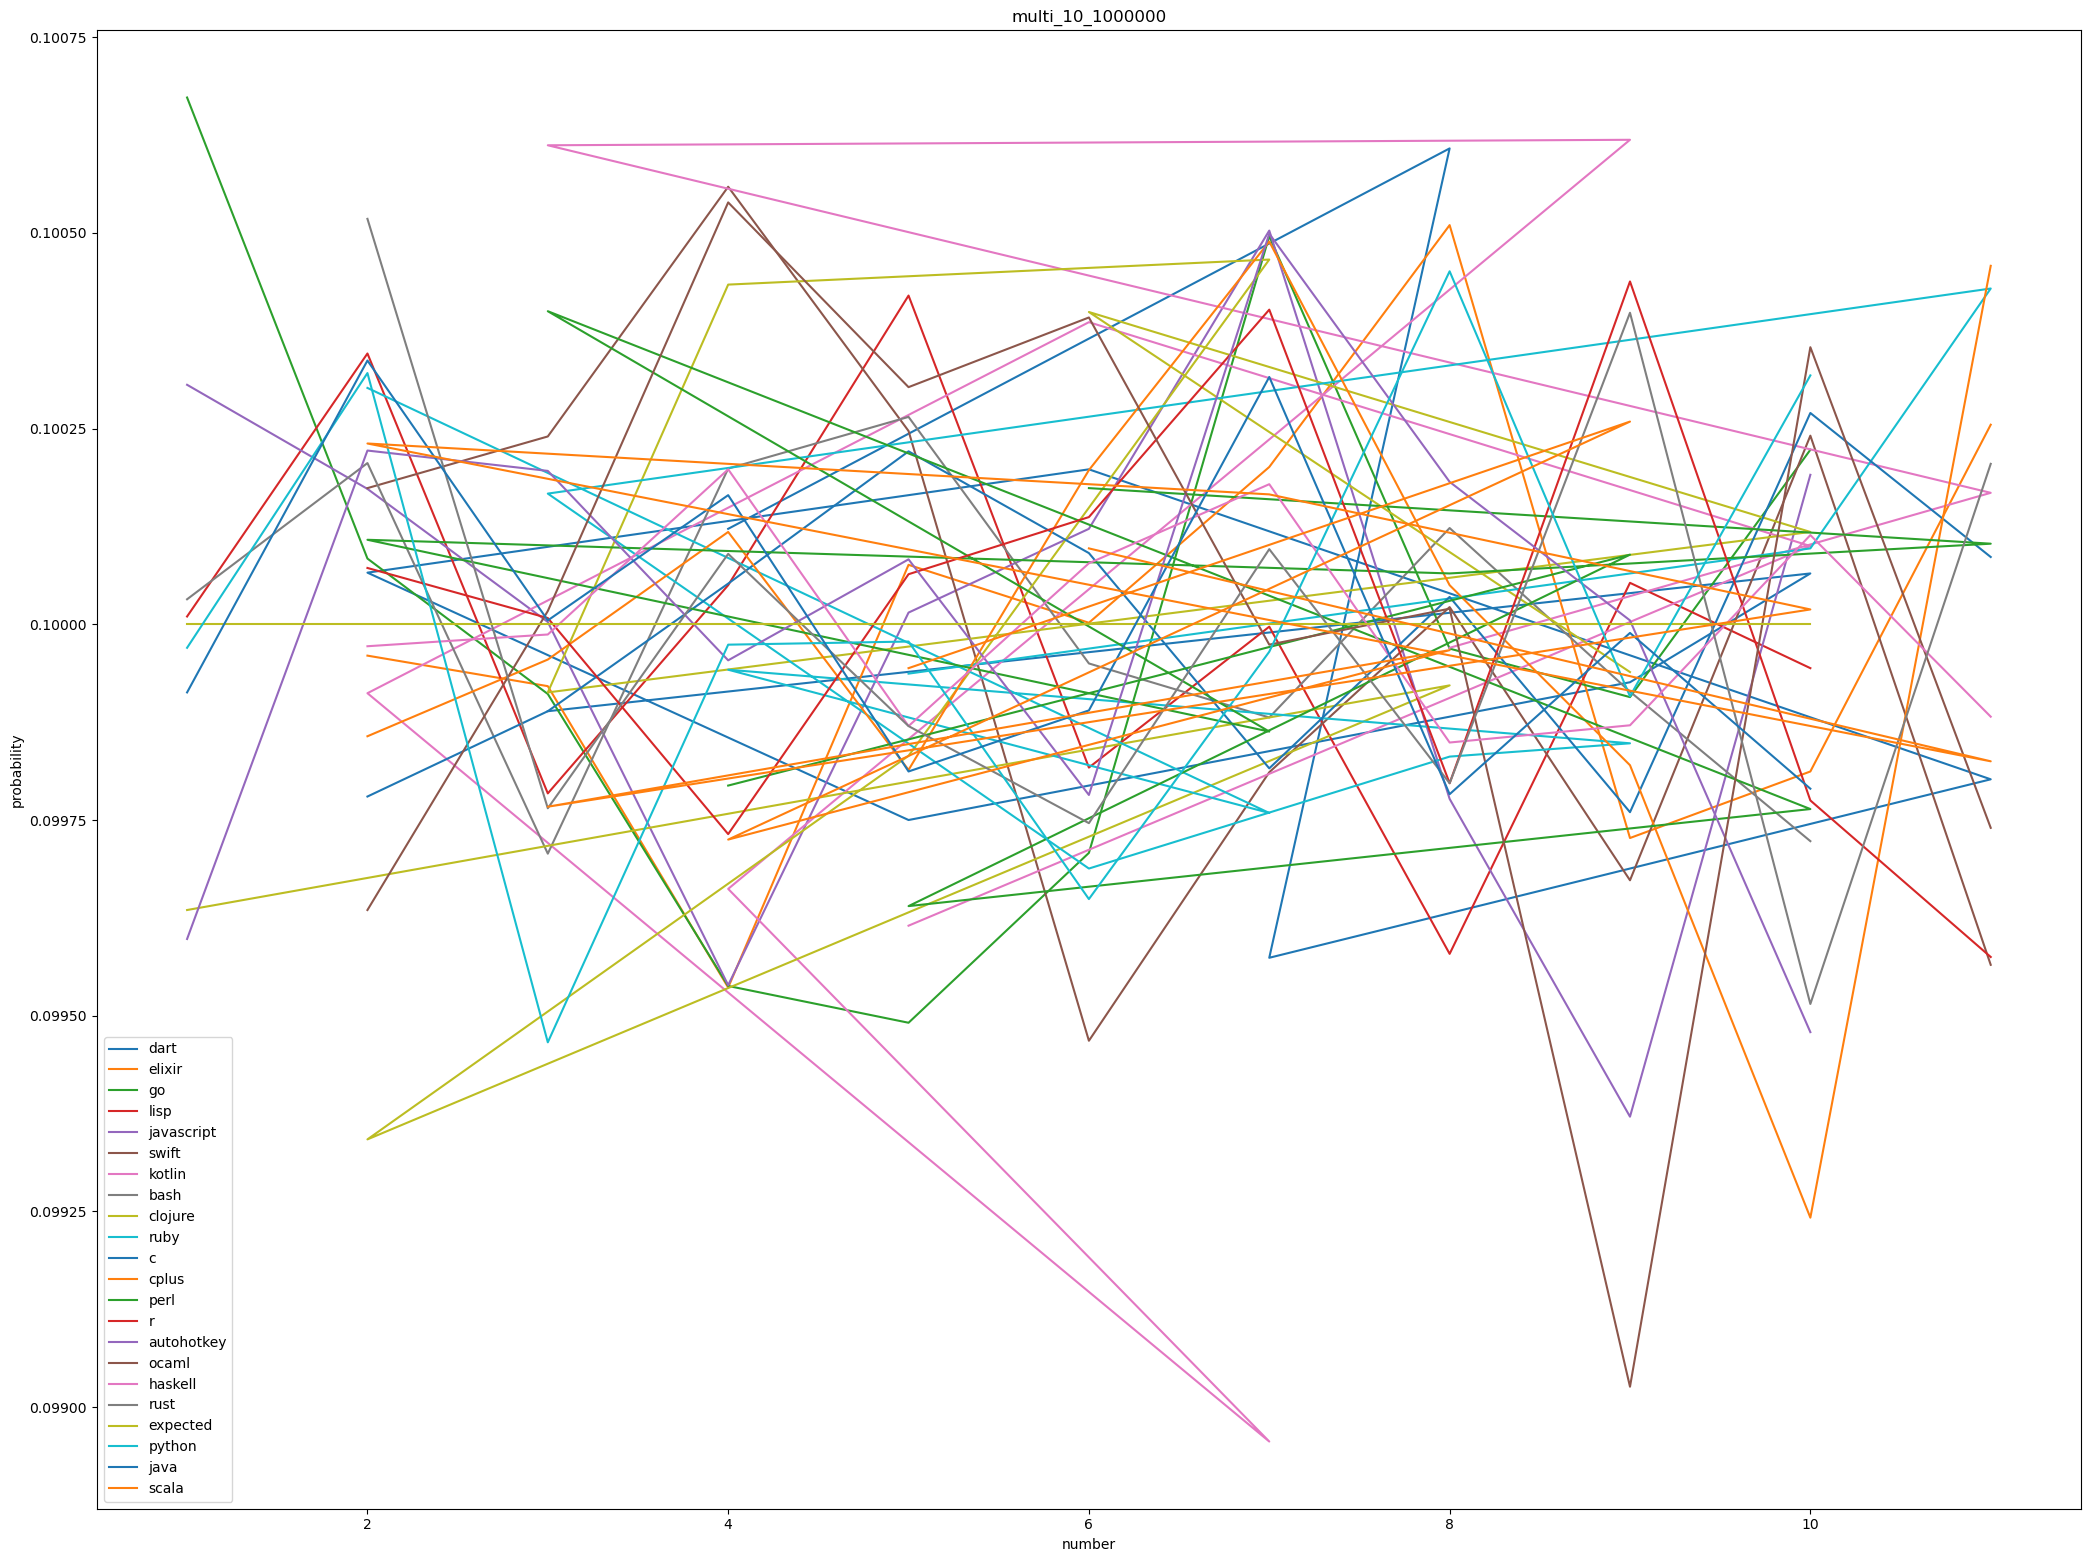 multi_10_1000000
0.10075
0.10050
0.10025
0.10000
0.09975
0.09950
0.09925
0.09900
probability
dart
elixir
go
lisp
javascript
swift
kotlin
bash
clojure
ruby
c
cplus
perl
r
autohotkey
ocaml
haskell
rust
expected
python
java
scala
2
4
6
8
10
number